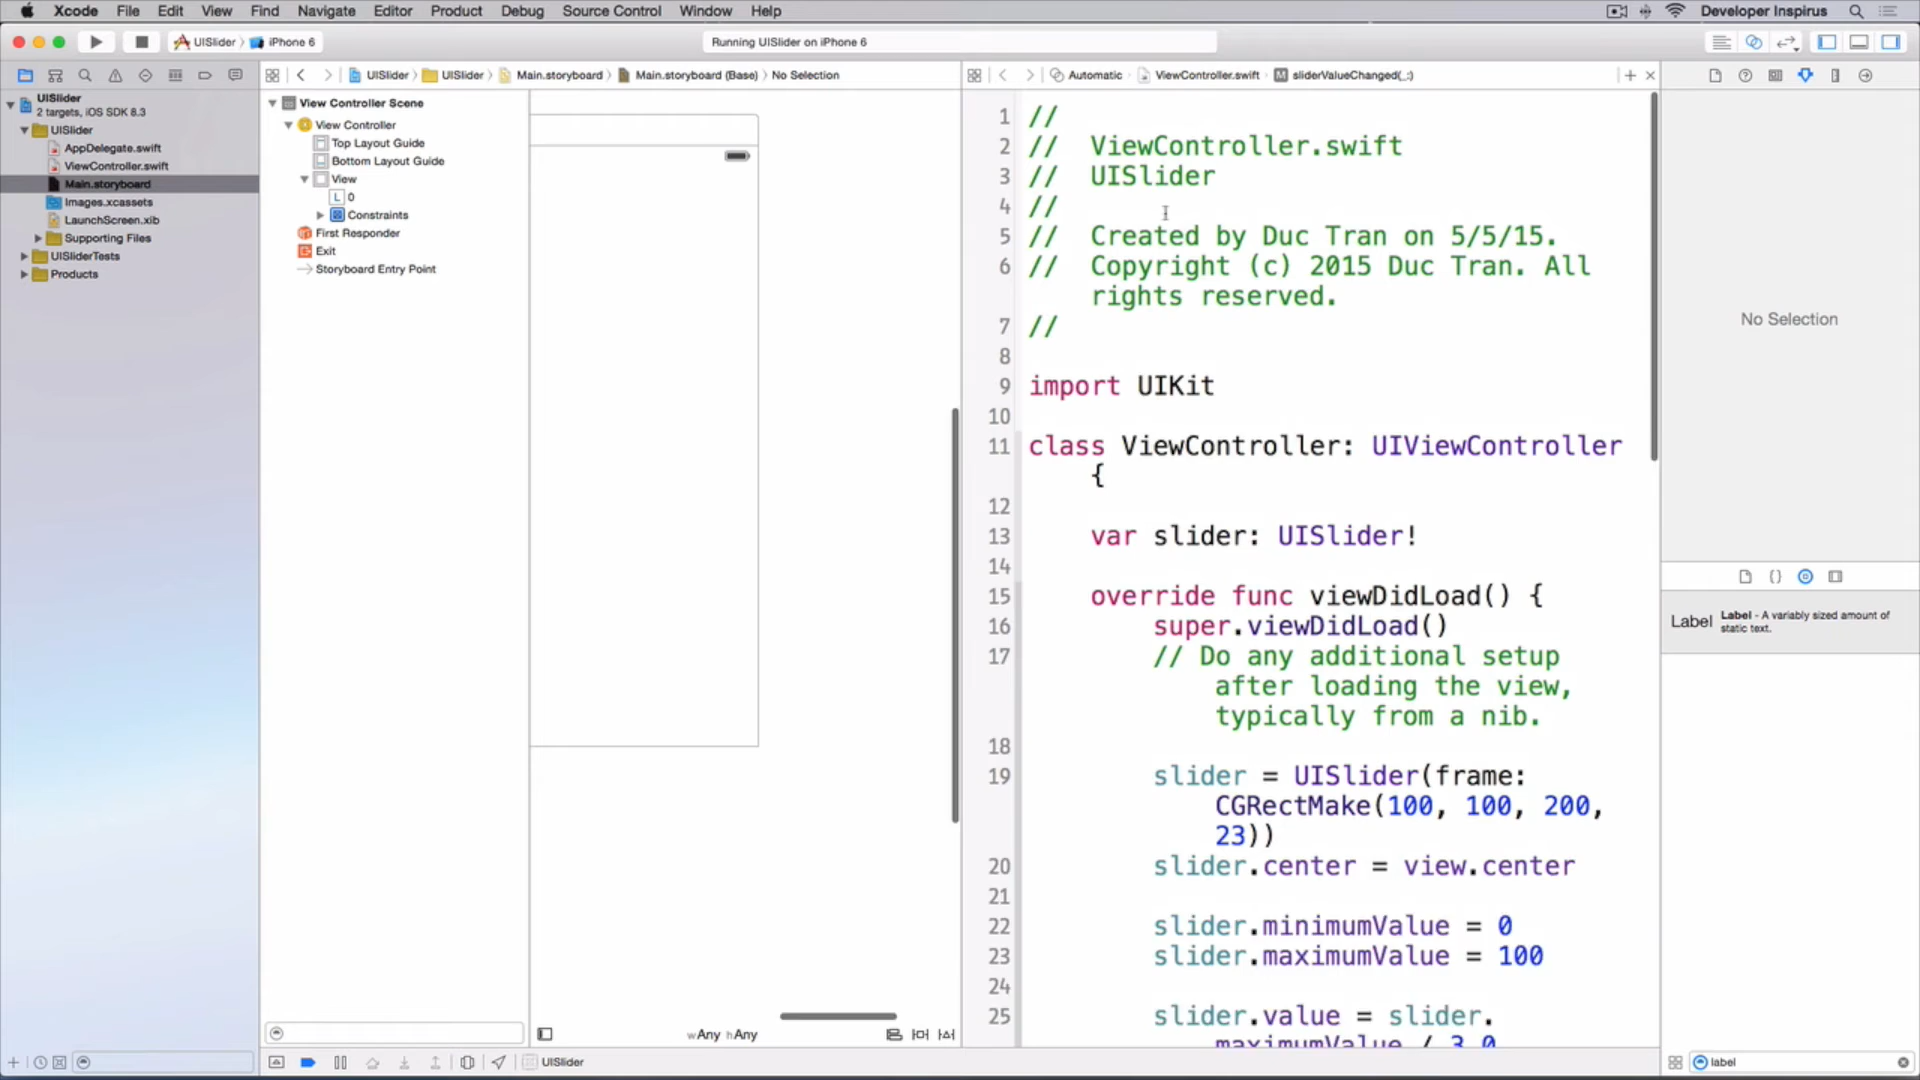 Xcode File Edit View Find Navigate Editor Product Debug Source Control Window Help
Developer Inspirus
UISlider iPhone 6
Running UISlider on iPhone 6
UISlider
2 targets, iOS SDK 8.3
UISlider
AppDelegate.swift
ViewController.swift
Main.storyboard
Images.xcassets
LaunchScreen.xib
Supporting Files
UISliderTests
Products
UISlider UISlider Main.storyboard Main.storyboard (Base) No Selection
View Controller Scene
View Controller
Top Layout Guide
Bottom Layout Guide
View
L 0
Constraints
First Responder
Exit
Storyboard Entry Point
wAny hAny
UISlider
Automatic ViewController.swift M sliderValueChanged(_:)
1 //
2 // ViewController.swift
3 // UISlider
4 //
5 // Created by Duc Tran on 5/5/15.
6 // Copyright (c) 2015 Duc Tran. All
rights reserved.
7 //
8
9 import UIKit
10
11 class ViewController: UIViewController
{
12
13 var slider: UISlider!
14
15 override func viewDidLoad() {
16 super.viewDidLoad()
17 // Do any additional setup
after loading the view,
typically from a nib.
18
19 slider = UISlider(frame:
CGRectMake(100, 100, 200,
23))
20 slider.center = view.center
21
22 slider.minimumValue = 0
23 slider.maximumValue = 100
24
25 slider.value = slider.
maximumValue / 3.0
No Selection
Label Label - A variably sized amount of
static text.
label